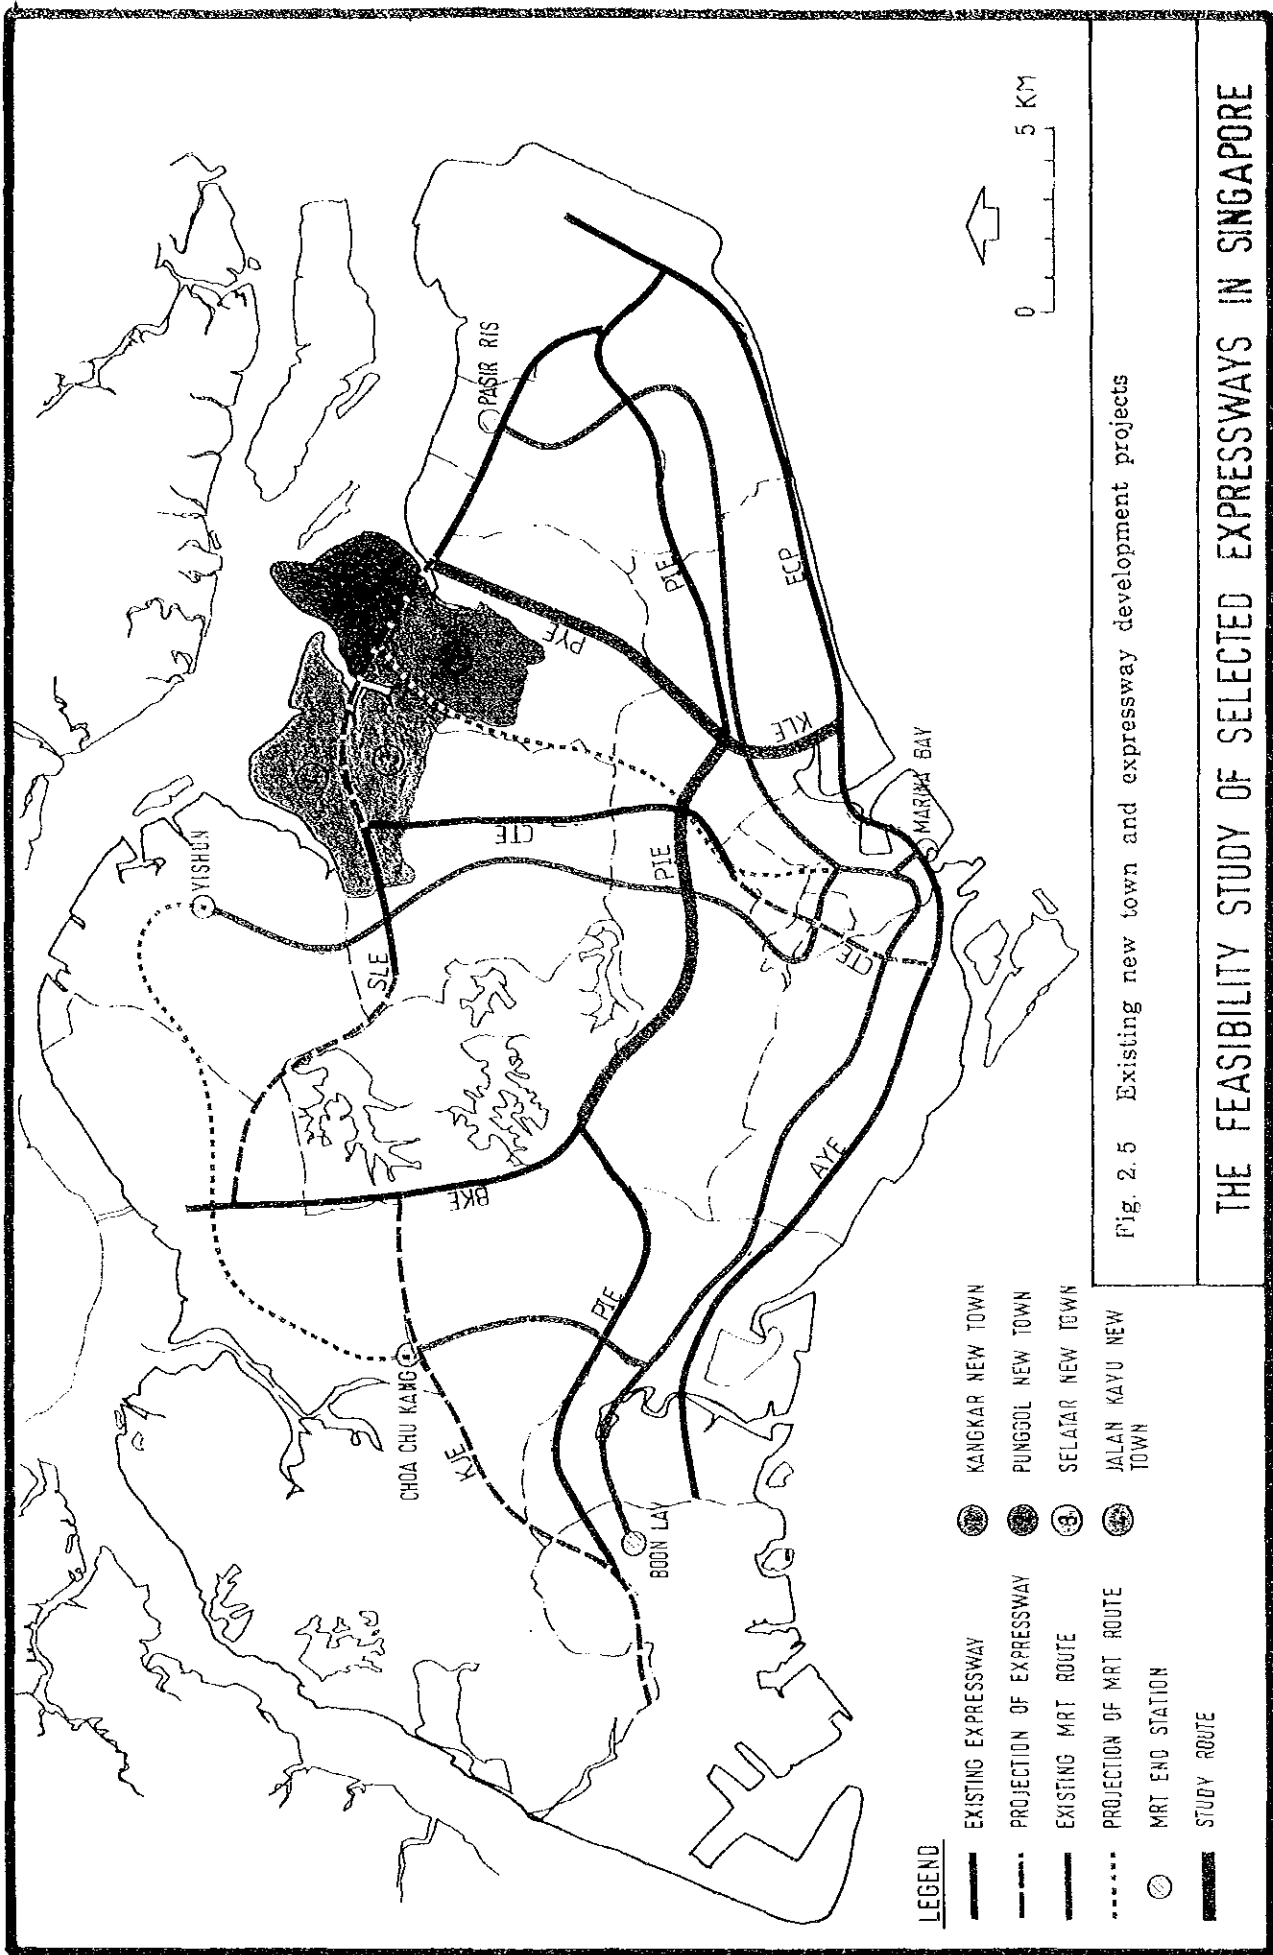 YISHUN
PASIR RIS
SLE
CTE
PYE
PIE
ECP
KLE
BKE
PIE
CHOA CHU KANG
KJE
PIE
BOON LAY
AYE
CTE
MARINA BAY
0 5 KM
LEGEND
EXISTING EXPRESSWAY
PROJECTION OF EXPRESSWAY
EXISTING MRT ROUTE
PROJECTION OF MRT ROUTE
MRT END STATION
STUDY ROUTE
KANGKAR NEW TOWN
PUNGGOL NEW TOWN
3 SELATAR NEW TOWN
JALAN KAYU NEW
TOWN
Fig. 2.5 Existing new town and expressway development projects
THE FEASIBILITY STUDY OF SELECTED EXPRESSWAYS IN SINGAPORE